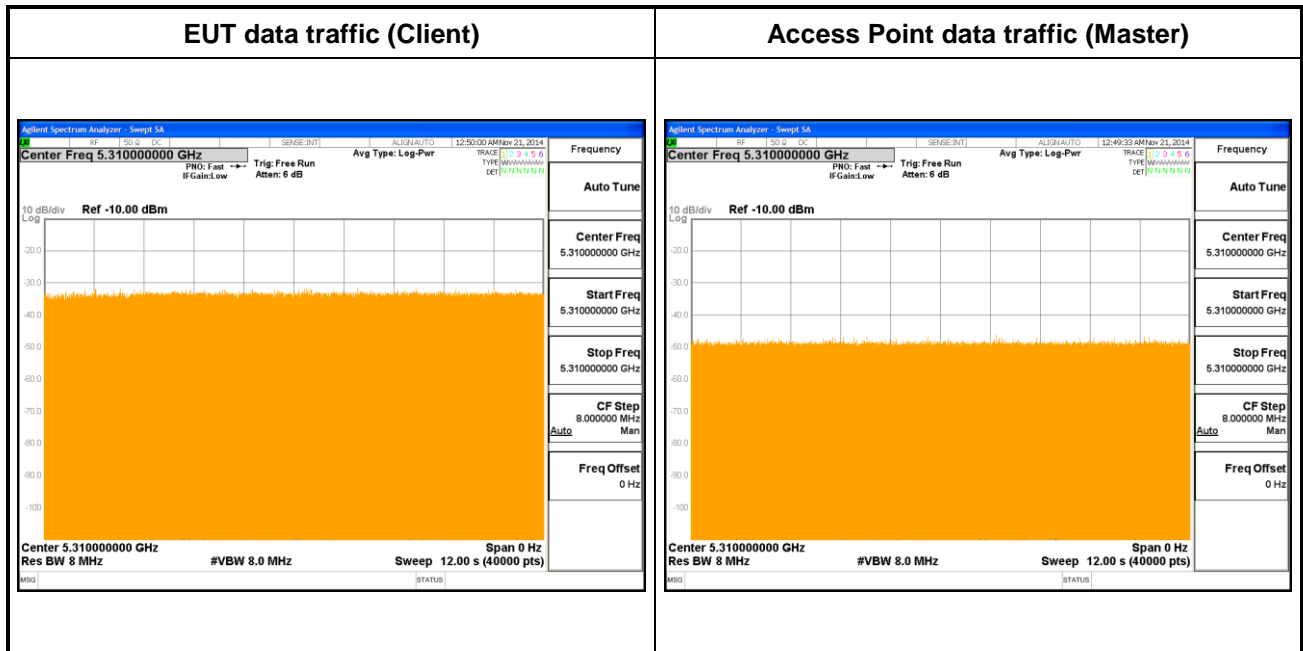 EUT data traffic (Client)
Access Point data traffic (Master)
Agilent Spectrum Analyzer - Swept SA
RF 50 Ω DC SENSE:INT ALIGN AUTO 12:50:00 AM Nov 21, 2014
Center Freq 5.310000000 GHz
PNO: Fast
IFGain:Low
Trig: Free Run
Atten: 6 dB
Avg Type: Log-Pwr
TRACE 1 2 3 4 5 6
TYPE
DET N N N N N N
10 dB/div Ref -10.00 dBm
Log
-20.0
-30.0
-40.0
-50.0
-60.0
-70.0
-80.0
-90.0
-100
Center 5.310000000 GHz Span 0 Hz
Res BW 8 MHz #VBW 8.0 MHz Sweep 12.00 s (40000 pts)
MSG STATUS
Frequency
Auto Tune
Center Freq
5.310000000 GHz
Start Freq
5.310000000 GHz
Stop Freq
5.310000000 GHz
CF Step
8.000000 MHz
Auto Man
Freq Offset
0 Hz
Agilent Spectrum Analyzer - Swept SA
RF 50 Ω DC SENSE:INT ALIGN AUTO 12:49:33 AM Nov 21, 2014
Center Freq 5.310000000 GHz
PNO: Fast
IFGain:Low
Trig: Free Run
Atten: 6 dB
Avg Type: Log-Pwr
TRACE 1 2 3 4 5 6
TYPE
DET N N N N N N
10 dB/div Ref -10.00 dBm
Log
-20.0
-30.0
-40.0
-50.0
-60.0
-70.0
-80.0
-90.0
-100
Center 5.310000000 GHz Span 0 Hz
Res BW 8 MHz #VBW 8.0 MHz Sweep 12.00 s (40000 pts)
MSG STATUS
Frequency
Auto Tune
Center Freq
5.310000000 GHz
Start Freq
5.310000000 GHz
Stop Freq
5.310000000 GHz
CF Step
8.000000 MHz
Auto Man
Freq Offset
0 Hz